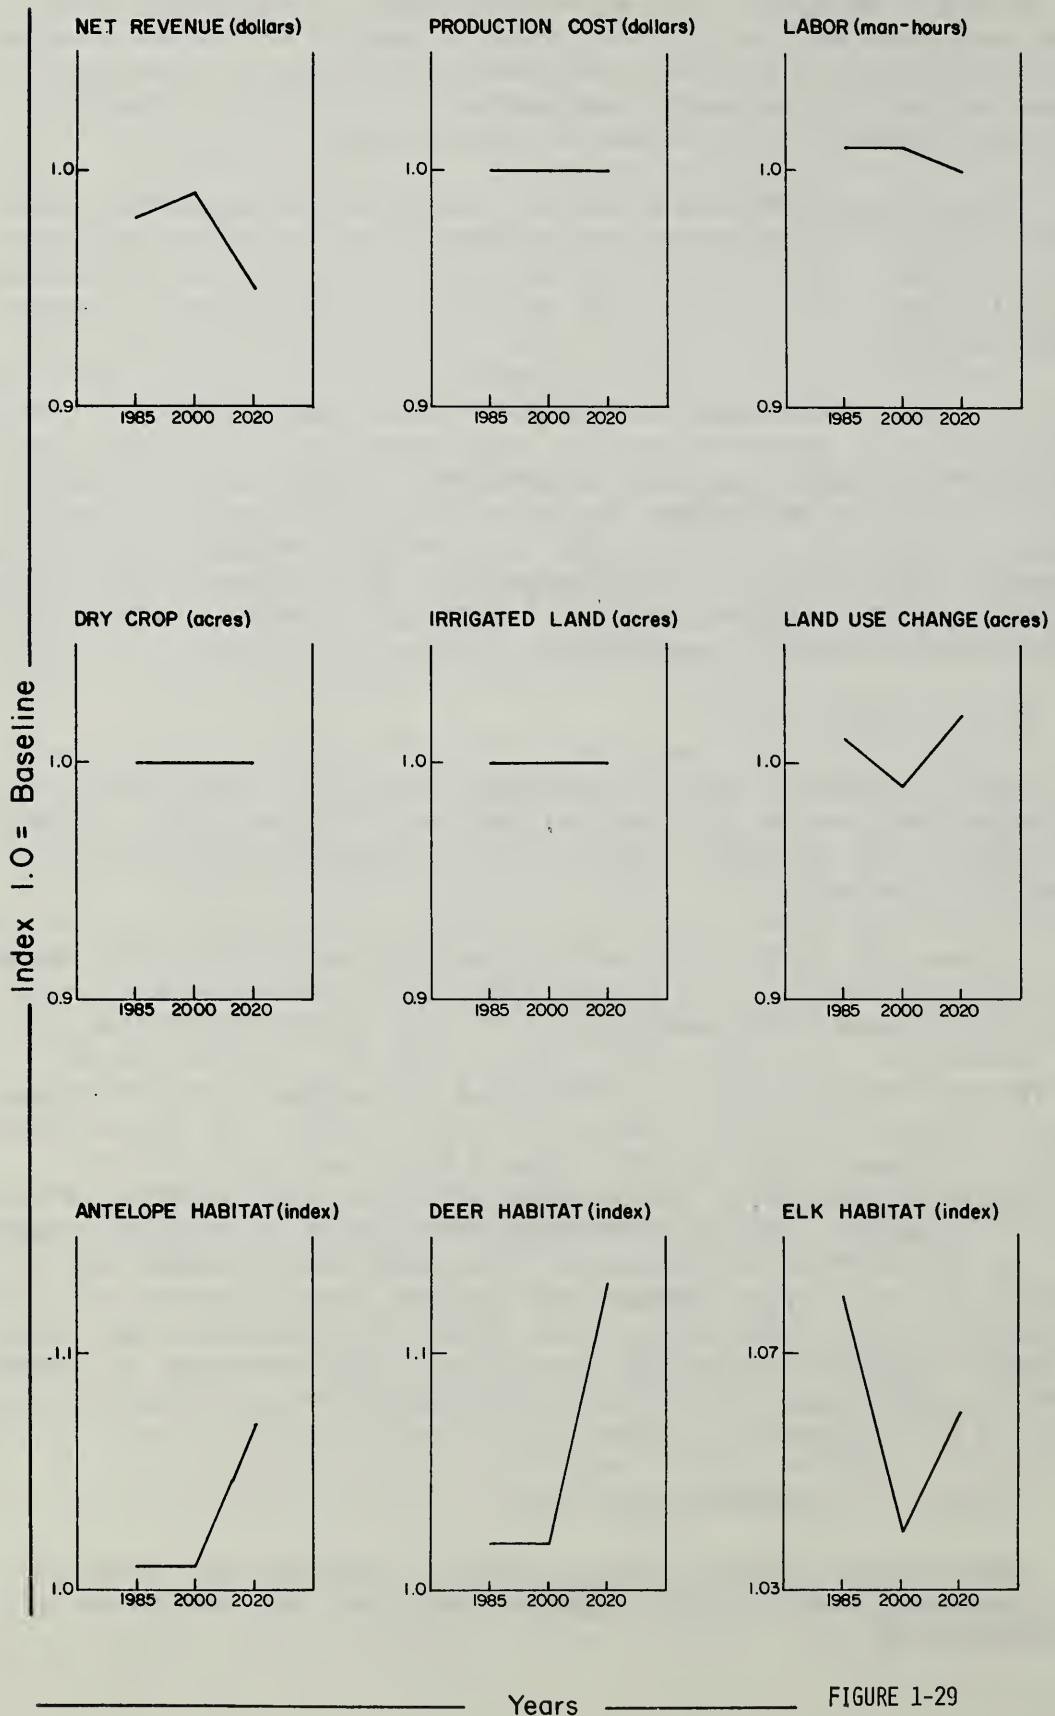 NET REVENUE (dollars)
PRODUCTION COST (dollars)
LABOR (man-hours)
1.0
0.9
1985 2000 2020
1.0
0.9
1985 2000 2020
1.0
0.9
1985 2000 2020
Index 1.0 = Baseline
DRY CROP (acres)
IRRIGATED LAND (acres)
LAND USE CHANGE (acres)
1.0
0.9
1985 2000 2020
1.0
0.9
1985 2000 2020
1.0
0.9
1985 2000 2020
ANTELOPE HABITAT (index)
DEER HABITAT (index)
ELK HABITAT (index)
1.1
1.0
1985 2000 2020
1.1
1.0
1985 2000 2020
1.07
1.03
1985 2000 2020
Years
FIGURE 1-29